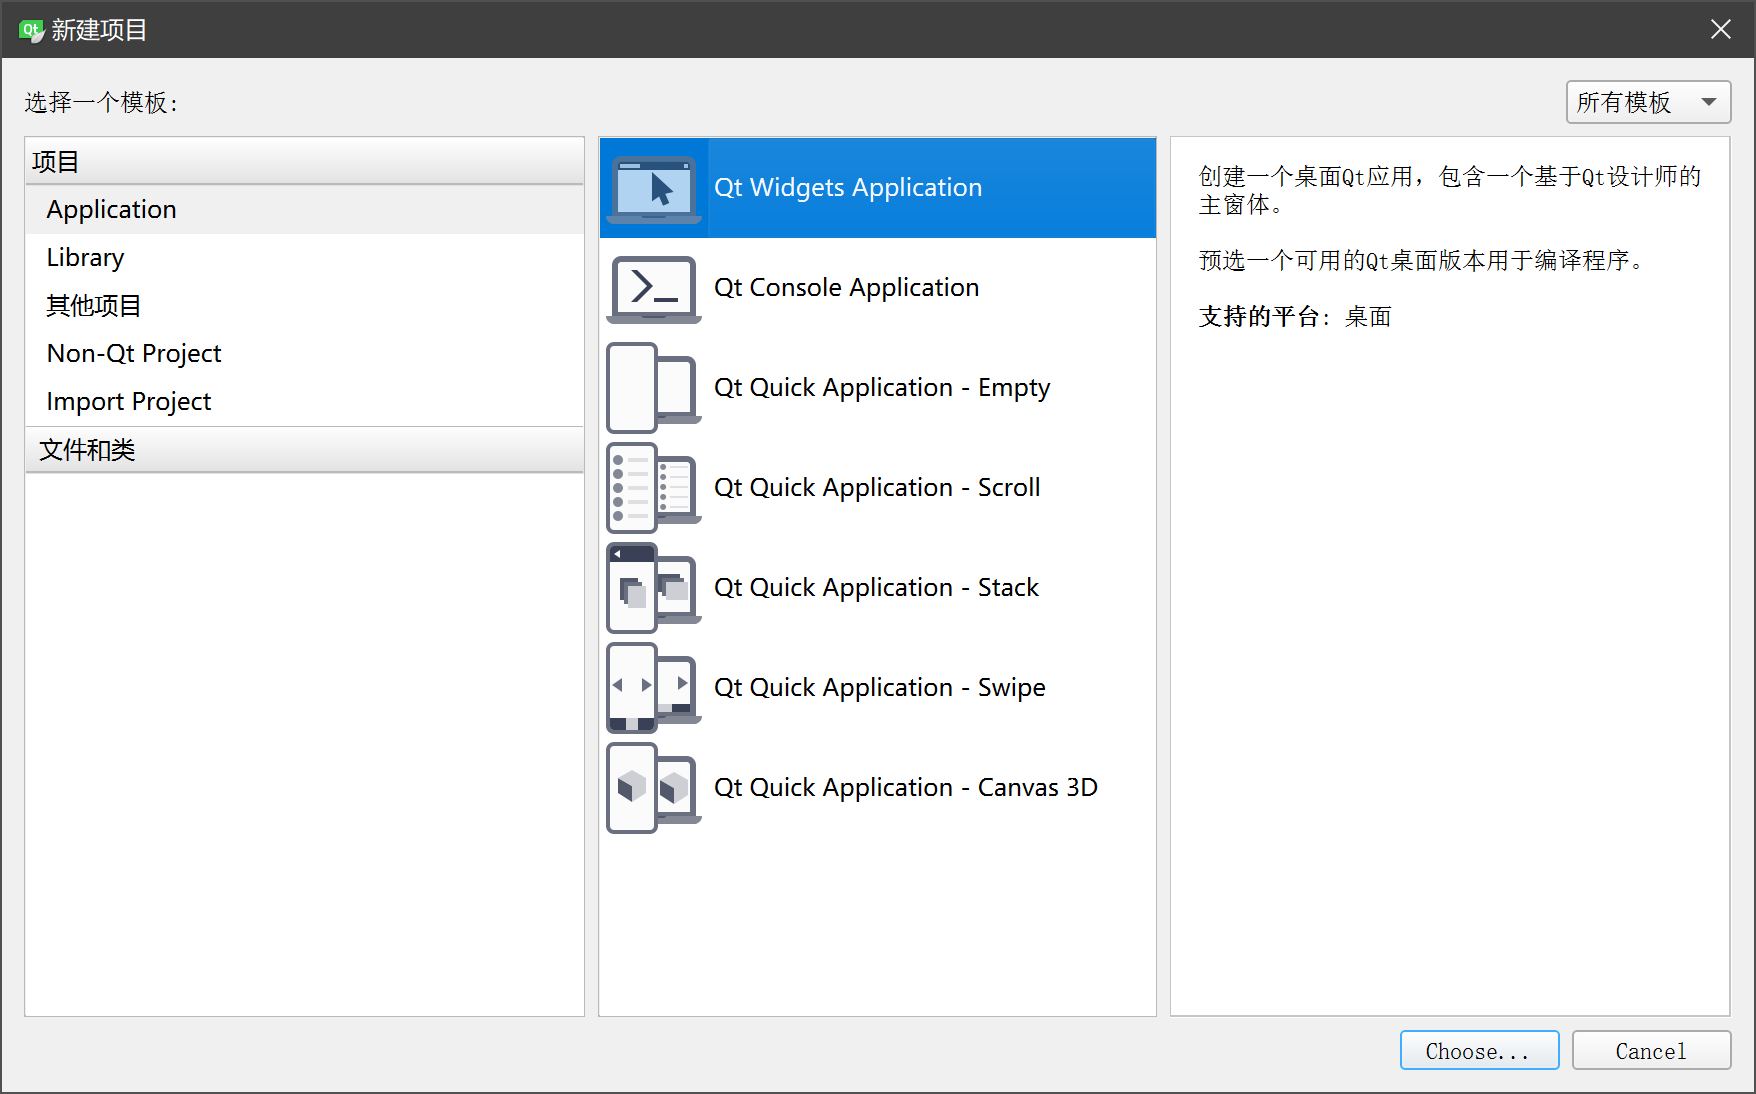 Qt 新建项目
选择一个模板:
所有模板
项目
Application
Library
其他项目
Non-Qt Project
Import Project
文件和类
Qt Widgets Application
Qt Console Application
Qt Quick Application - Empty
Qt Quick Application - Scroll
Qt Quick Application - Stack
Qt Quick Application - Swipe
Qt Quick Application - Canvas 3D
创建一个桌面Qt应用，包含一个基于Qt设计师的
主窗体。
预选一个可用的Qt桌面版本用于编译程序。
支持的平台: 桌面
Choose...
Cancel